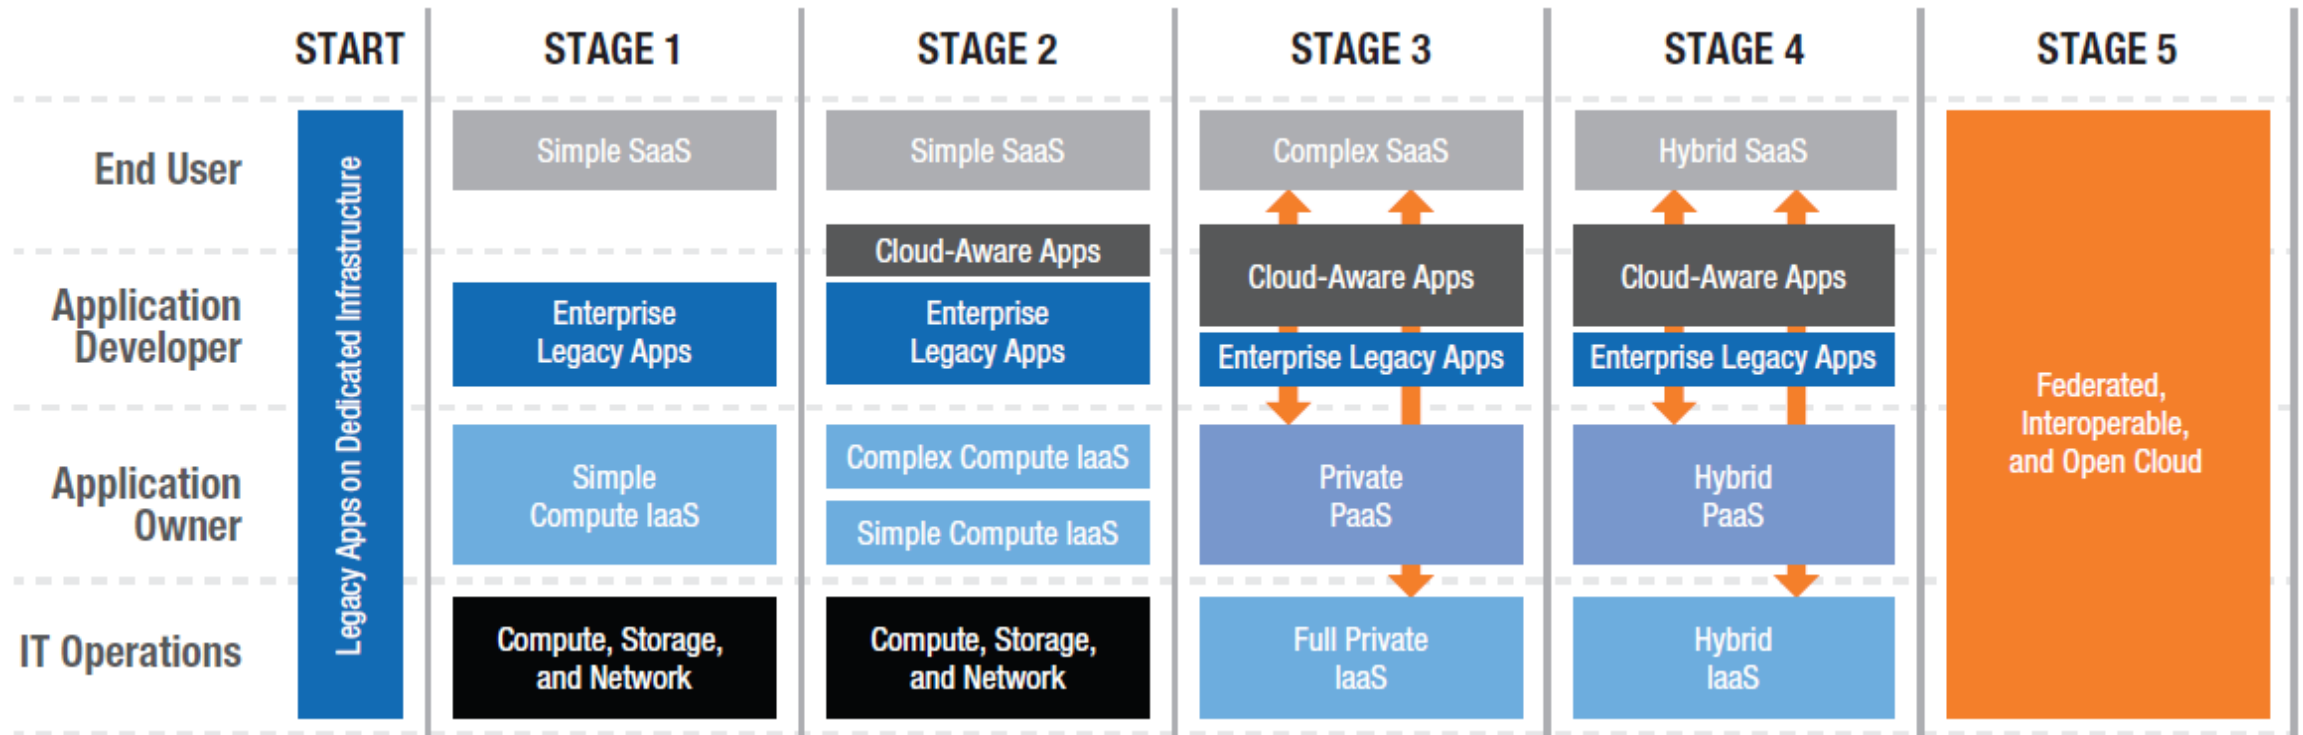 START
STAGE 1
STAGE 2
STAGE 3
STAGE 4
STAGE 5
End User
Application
Developer
Application
Owner
IT Operations
Legacy Apps on Dedicated Infrastructure
Simple SaaS
Enterprise
Legacy Apps
Simple
Compute IaaS
Compute, Storage,
and Network
Simple SaaS
Cloud-Aware Apps
Enterprise
Legacy Apps
Complex Compute IaaS
Simple Compute IaaS
Compute, Storage,
and Network
Complex SaaS
Cloud-Aware Apps
Enterprise Legacy Apps
Private
PaaS
Full Private
IaaS
Hybrid SaaS
Cloud-Aware Apps
Enterprise Legacy Apps
Hybrid
PaaS
Hybrid
IaaS
Federated,
Interoperable,
and Open Cloud